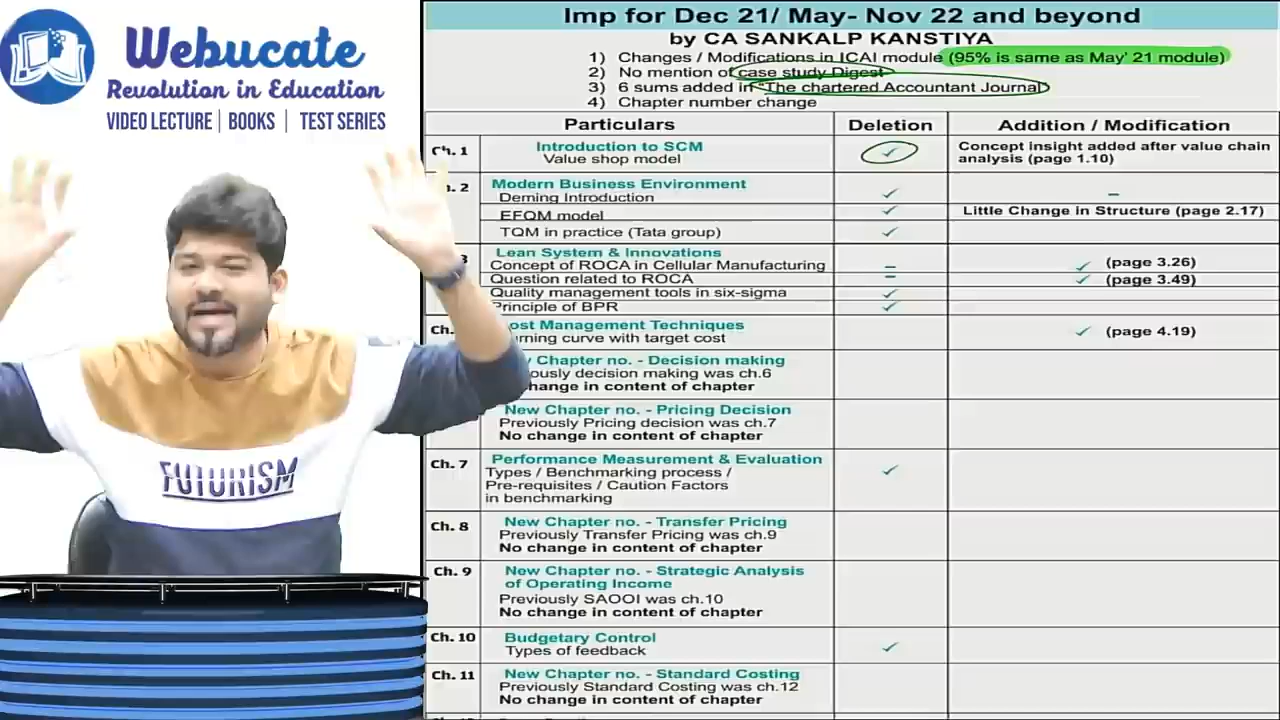 Webucate
Revolution in Education
VIDEO LECTURE | BOOKS | TEST SERIES
FUTURISM
Imp for Dec 21/ May- Nov 22 and beyond
by CA SANKALP KANSTIYA
1) Changes / Modifications in ICAI module (95% is same as May' 21 module)
2) No mention of case study Digest
3) 6 sums added in "The chartered Accountant Journal
4) Chapter number change
Particulars Deletion Addition / Modification
Ch. 1 Introduction to SCM
Value shop model
Concept insight added after value chain
analysis (page 1.10)
2 Modern Business Environment
Deming Introduction
EFQM model Little Change in Structure (page 2.17)
TQM in practice (Tata group)
Lean System & Innovations
Concept of ROCA in Cellular Manufacturing (page 3.26)
Question related to ROCA (page 3.49)
Quality management tools in six-sigma
Principle of BPR
Ch. ost Management Techniques
rning curve with target cost (page 4.19)
Chapter no. - Decision making
ously decision making was ch.6
hange in content of chapter
New Chapter no. - Pricing Decision
Previously Pricing decision was ch.7
No change in content of chapter
Ch. 7 Performance Measurement & Evaluation
Types / Benchmarking process /
Pre-requisites / Caution Factors
in benchmarking
Ch. 8 New Chapter no. - Transfer Pricing
Previously Transfer Pricing was ch.9
No change in content of chapter
Ch. 9 New Chapter no. - Strategic Analysis
of Operating Income
Previously SAOOI was ch.10
No change in content of chapter
Ch. 10 Budgetary Control
Types of feedback
Ch. 11 New Chapter no. - Standard Costing
Previously Standard Costing was ch.12
No change in content of chapter